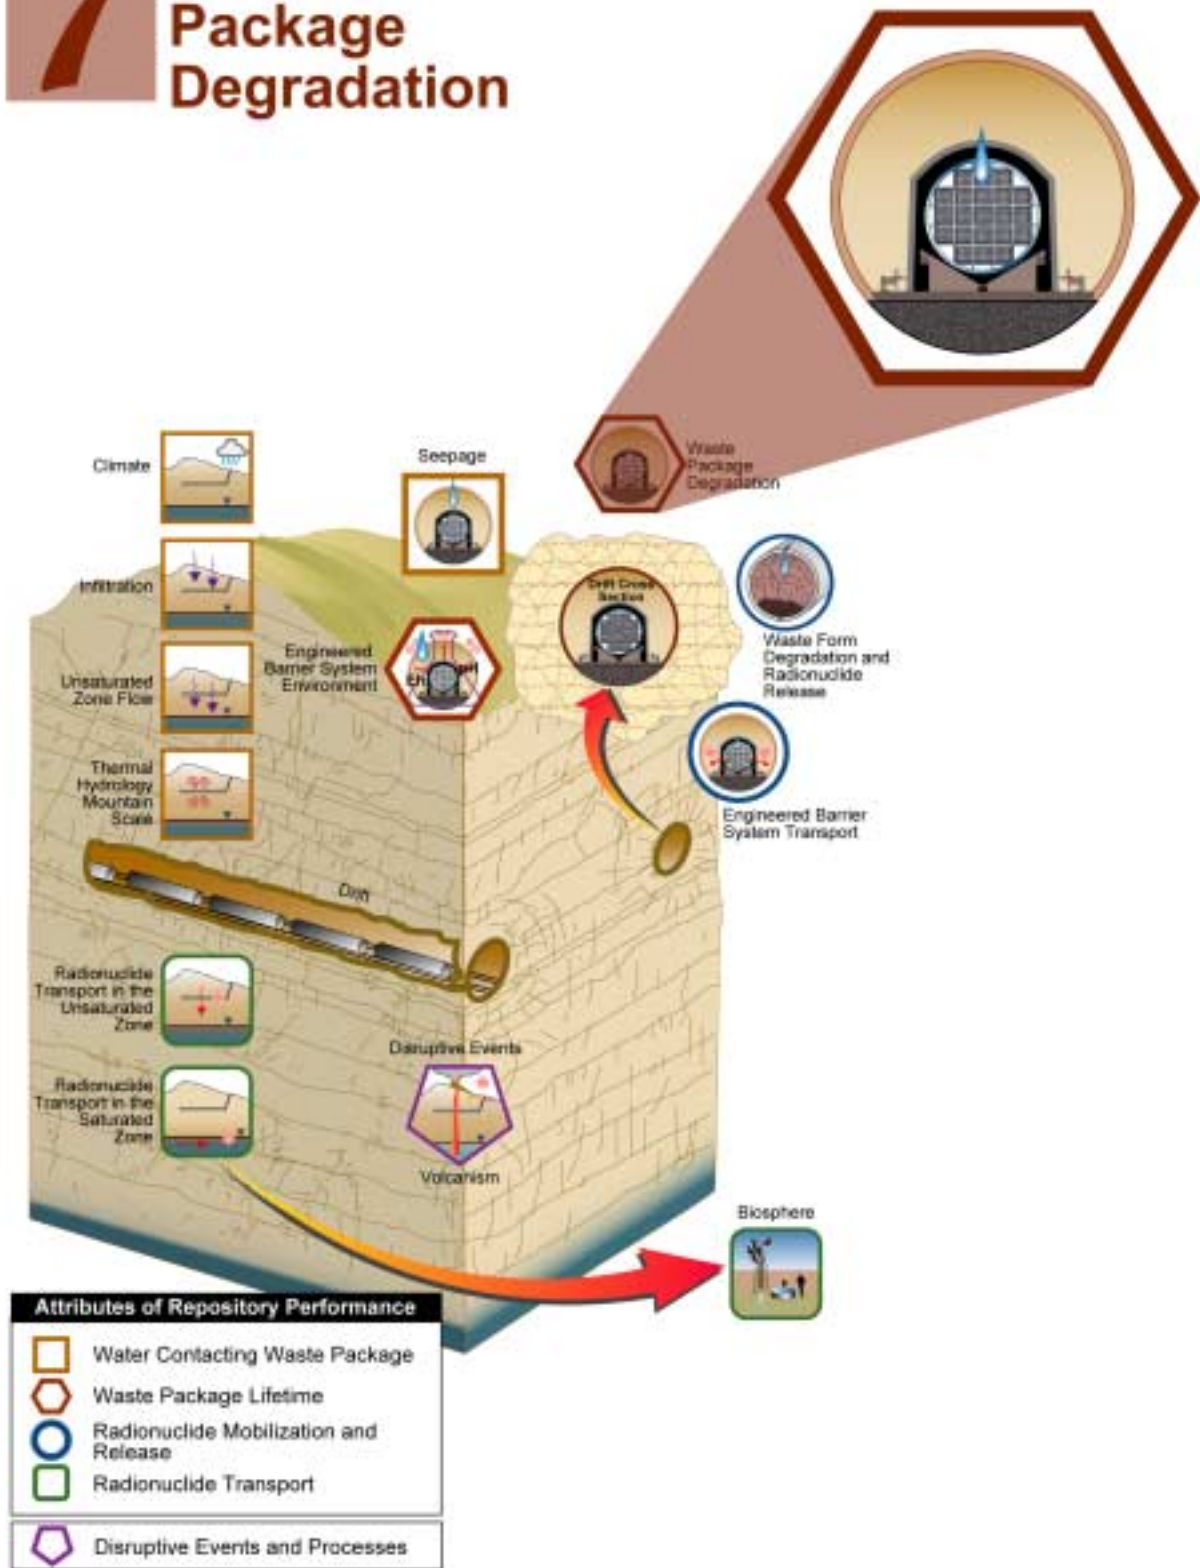 7
Package
Degradation
Climate
Seepage
Waste
Package
Degradation
Infiltration
Drift Cross
Section
Engineered
Barrier System
Environment
Eh
pH
Waste Form
Degradation and
Radionuclide
Release
Unsaturated
Zone Flow
Thermal
Hydrology
Mountain
Scale
Engineered Barrier
System Transport
Drift
Radionuclide
Transport in the
Unsaturated
Zone
Disruptive Events
Radionuclide
Transport in the
Saturated
Zone
Volcanism
Biosphere
Attributes of Repository Performance
Water Contacting Waste Package
Waste Package Lifetime
Radionuclide Mobilization and
Release
Radionuclide Transport
Disruptive Events and Processes